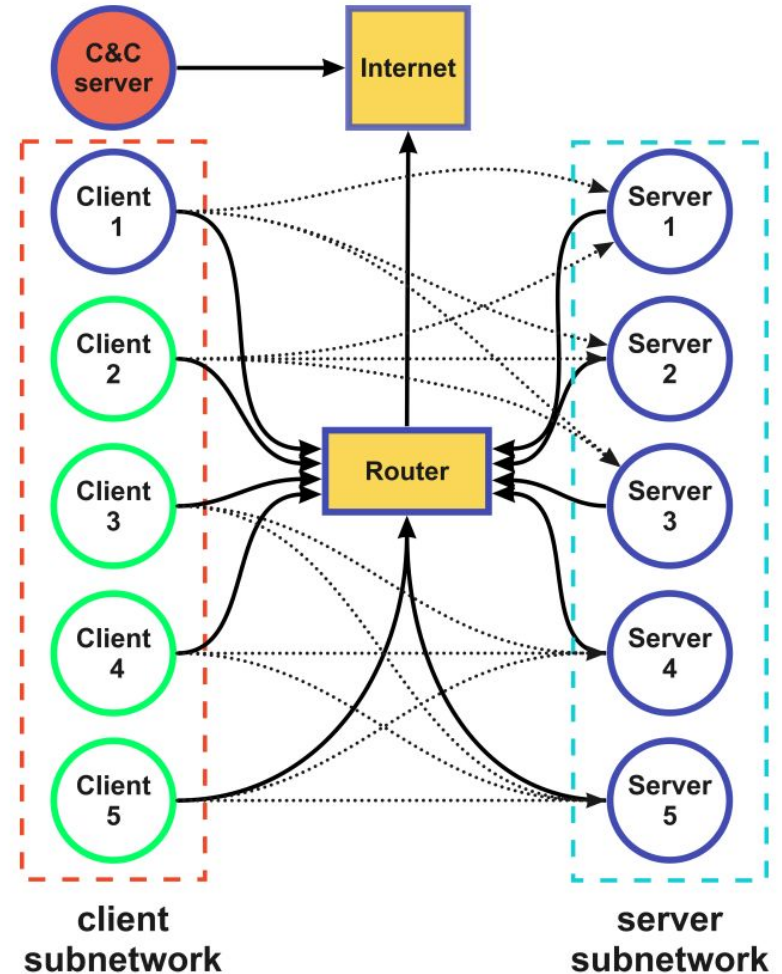 C&C
server
Internet
Client
1
Server
1
Client
2
Server
2
Router
Client
3
Server
3
Client
4
Server
4
Client
5
Server
5
client
subnetwork
server
subnetwork